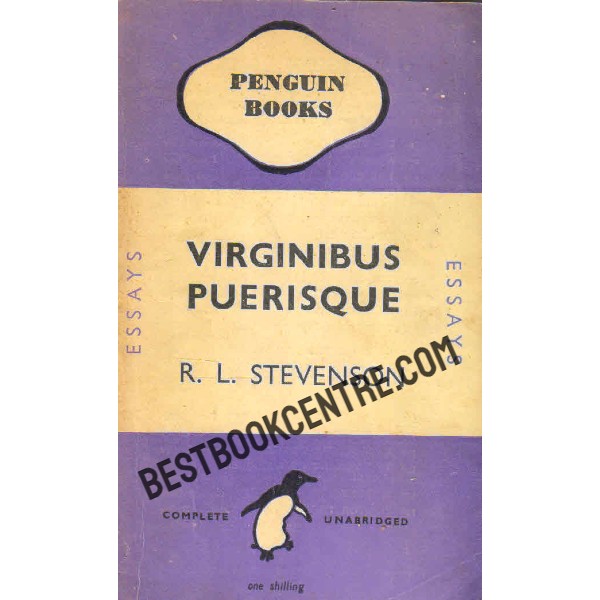 PENGUIN
BOOKS
ESSAYS
VIRGINIBUS
PUERISQUE
ESSAYS
R. L. STEVENSON
BESTBOOKCENTRE.COM
COMPLETE UNABRIDGED
one shilling